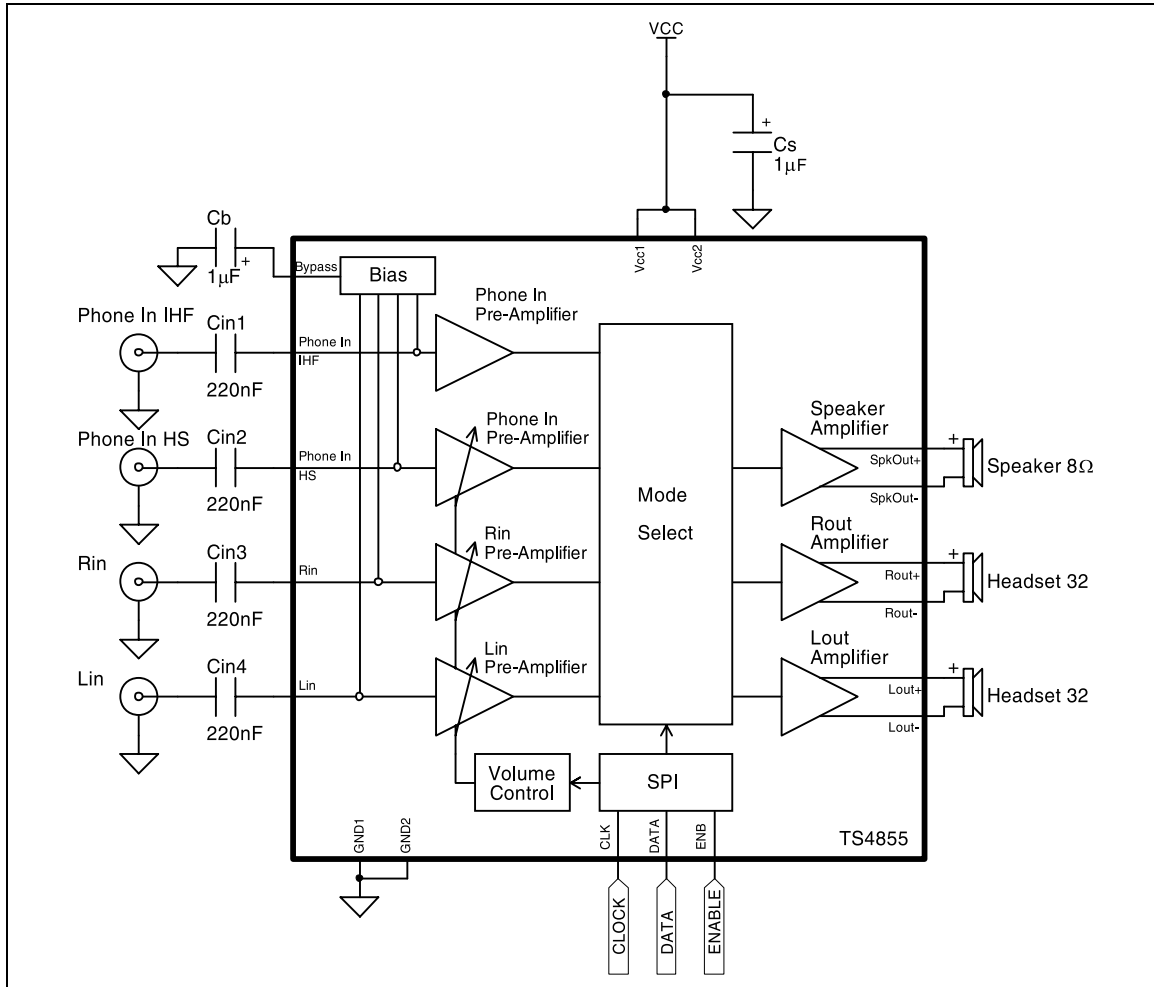 VCC
+
Cs
1µF
Cb
+
1µF
Bypass
Bias
Vcc1
Vcc2
Phone In IHF
Cin1
220nF
Phone In
IHF
Phone In
Pre-Amplifier
Phone In HS
Cin2
220nF
Phone In
HS
Phone In
Pre-Amplifier
Mode
Select
Speaker
Amplifier
SpkOut+
SpkOut-
+
Speaker 8Ω
Rin
Cin3
220nF
Rin
Rin
Pre-Amplifier
Rout
Amplifier
Rout+
Rout-
+
Headset 32
Lin
Cin4
220nF
Lin
Lin
Pre-Amplifier
Lout
Amplifier
Lout+
Lout-
+
Headset 32
Volume
Control
SPI
GND1
GND2
CLK
DATA
ENB
TS4855
CLOCK
DATA
ENABLE